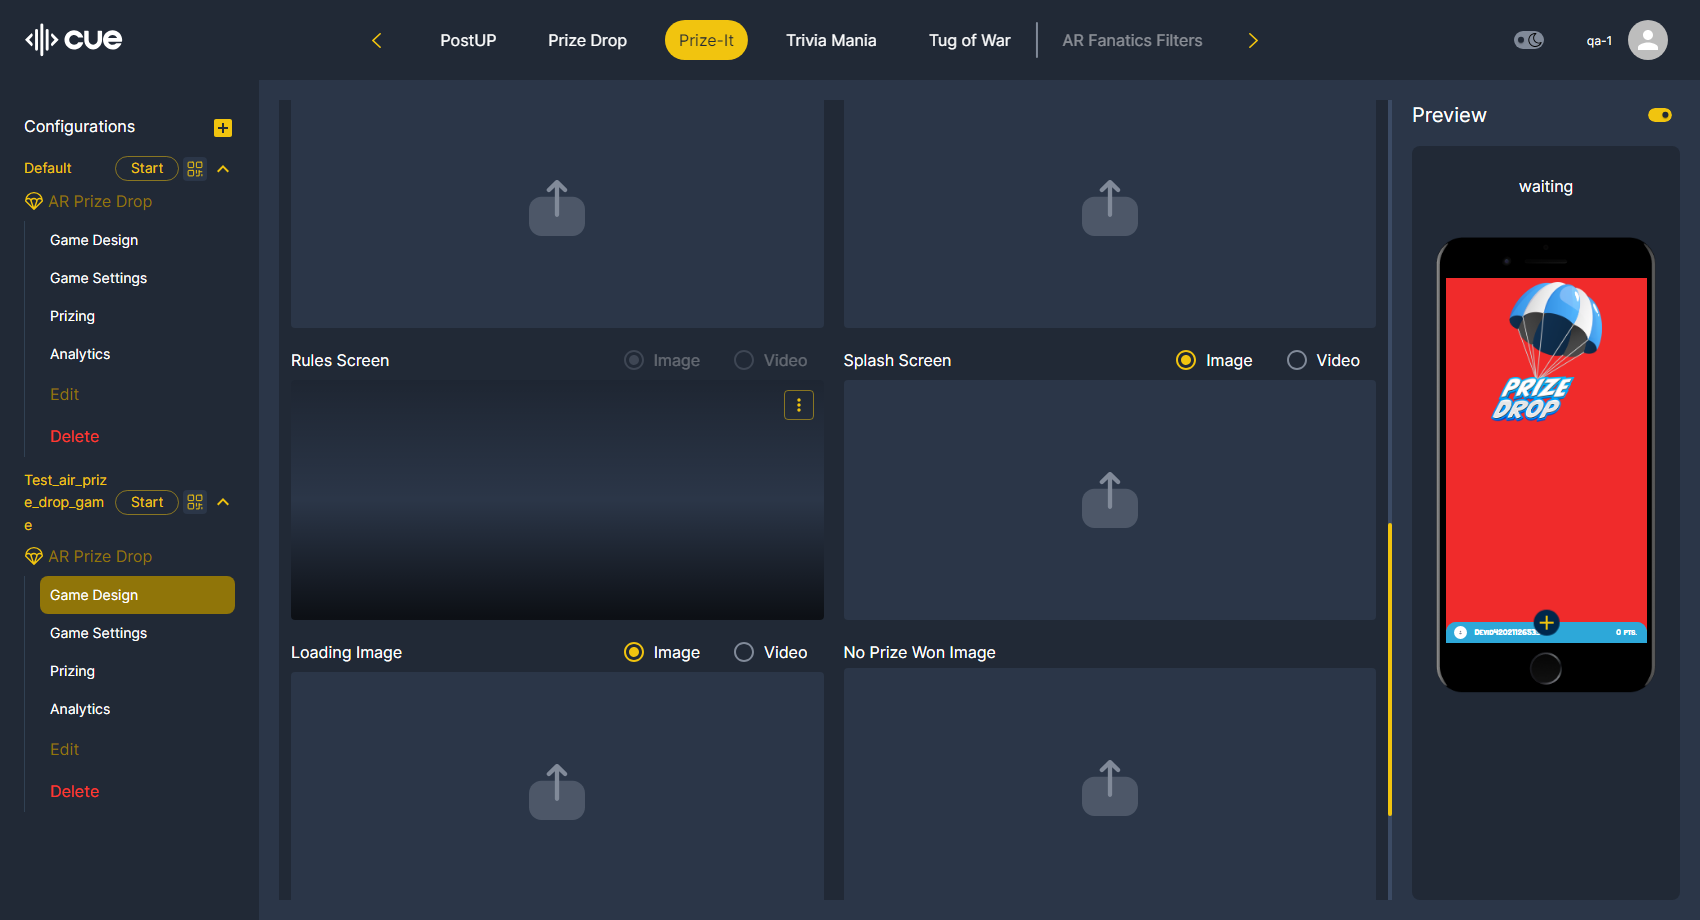 cue
PostUP
Prize Drop
Prize-It
Trivia Mania
Tug of War
AR Fanatics Filters
qa-1
Configurations
Default
Start
AR Prize Drop
Game Design
Game Settings
Prizing
Analytics
Edit
Delete
Test_air_priz
e_drop_gam
e
Start
AR Prize Drop
Game Design
Game Settings
Prizing
Analytics
Edit
Delete
Rules Screen
Image
Video
Splash Screen
Image
Video
Loading Image
Image
Video
No Prize Won Image
Preview
waiting
PRIZE
DROP
0 PTS.